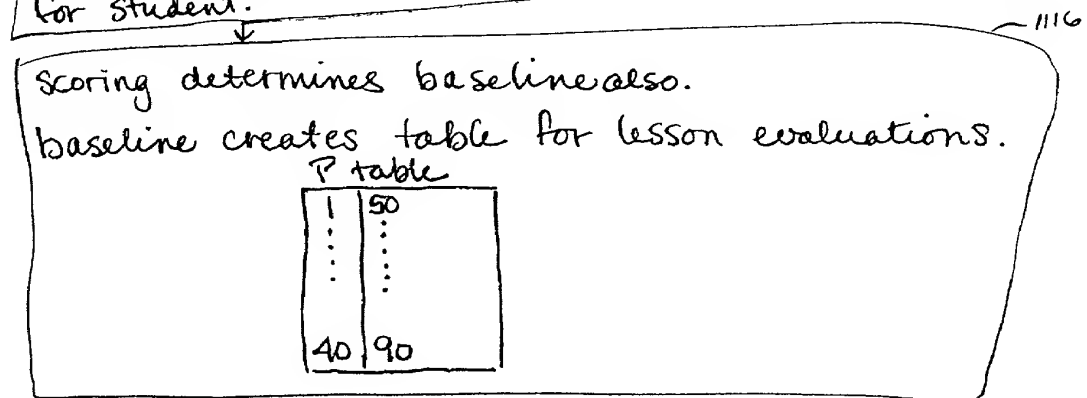 for student.
1116
scoring determines baseline also.
baseline creates table for lesson evaluations.
P table
1 50
40 90